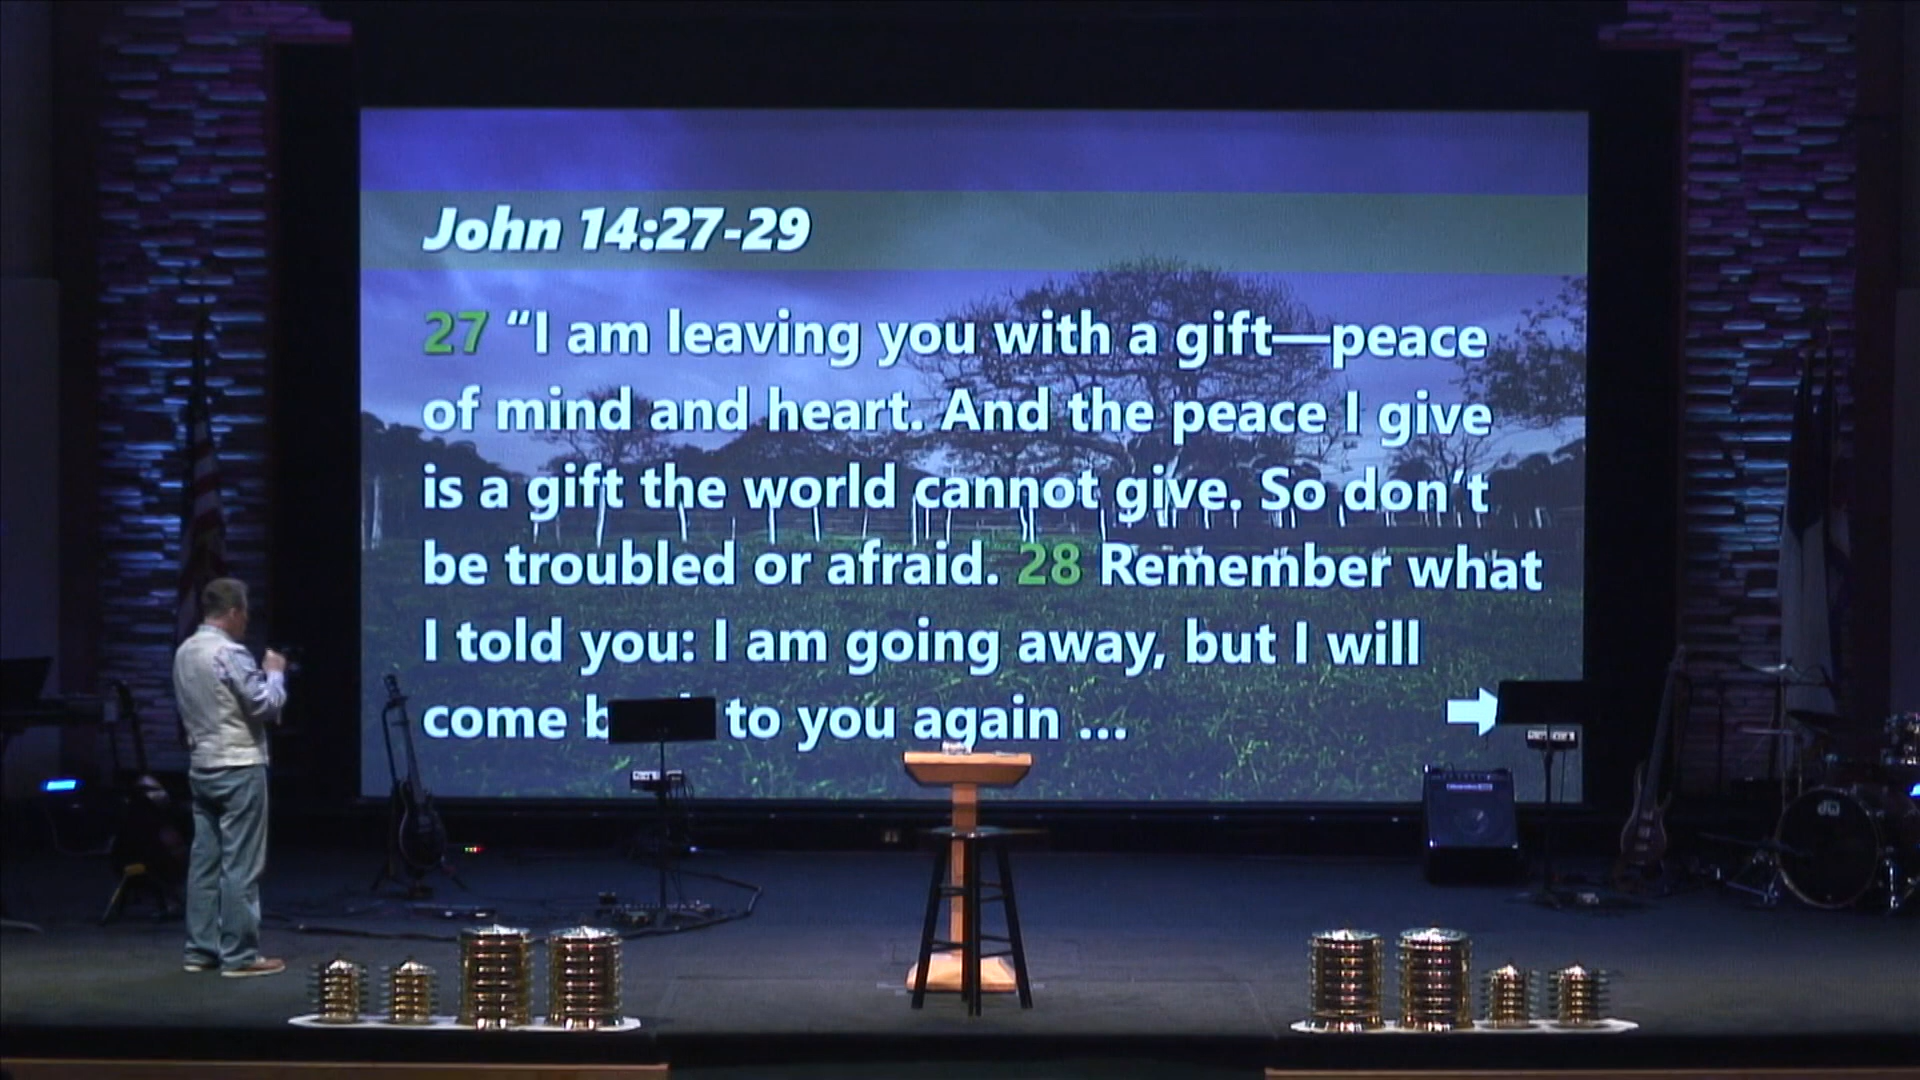 John 14:27-29
27 “I am leaving you with a gift—peace
of mind and heart. And the peace I give
is a gift the world cannot give. So don’t
be troubled or afraid. 28 Remember what
I told you: I am going away, but I will
come b to you again ...
dw